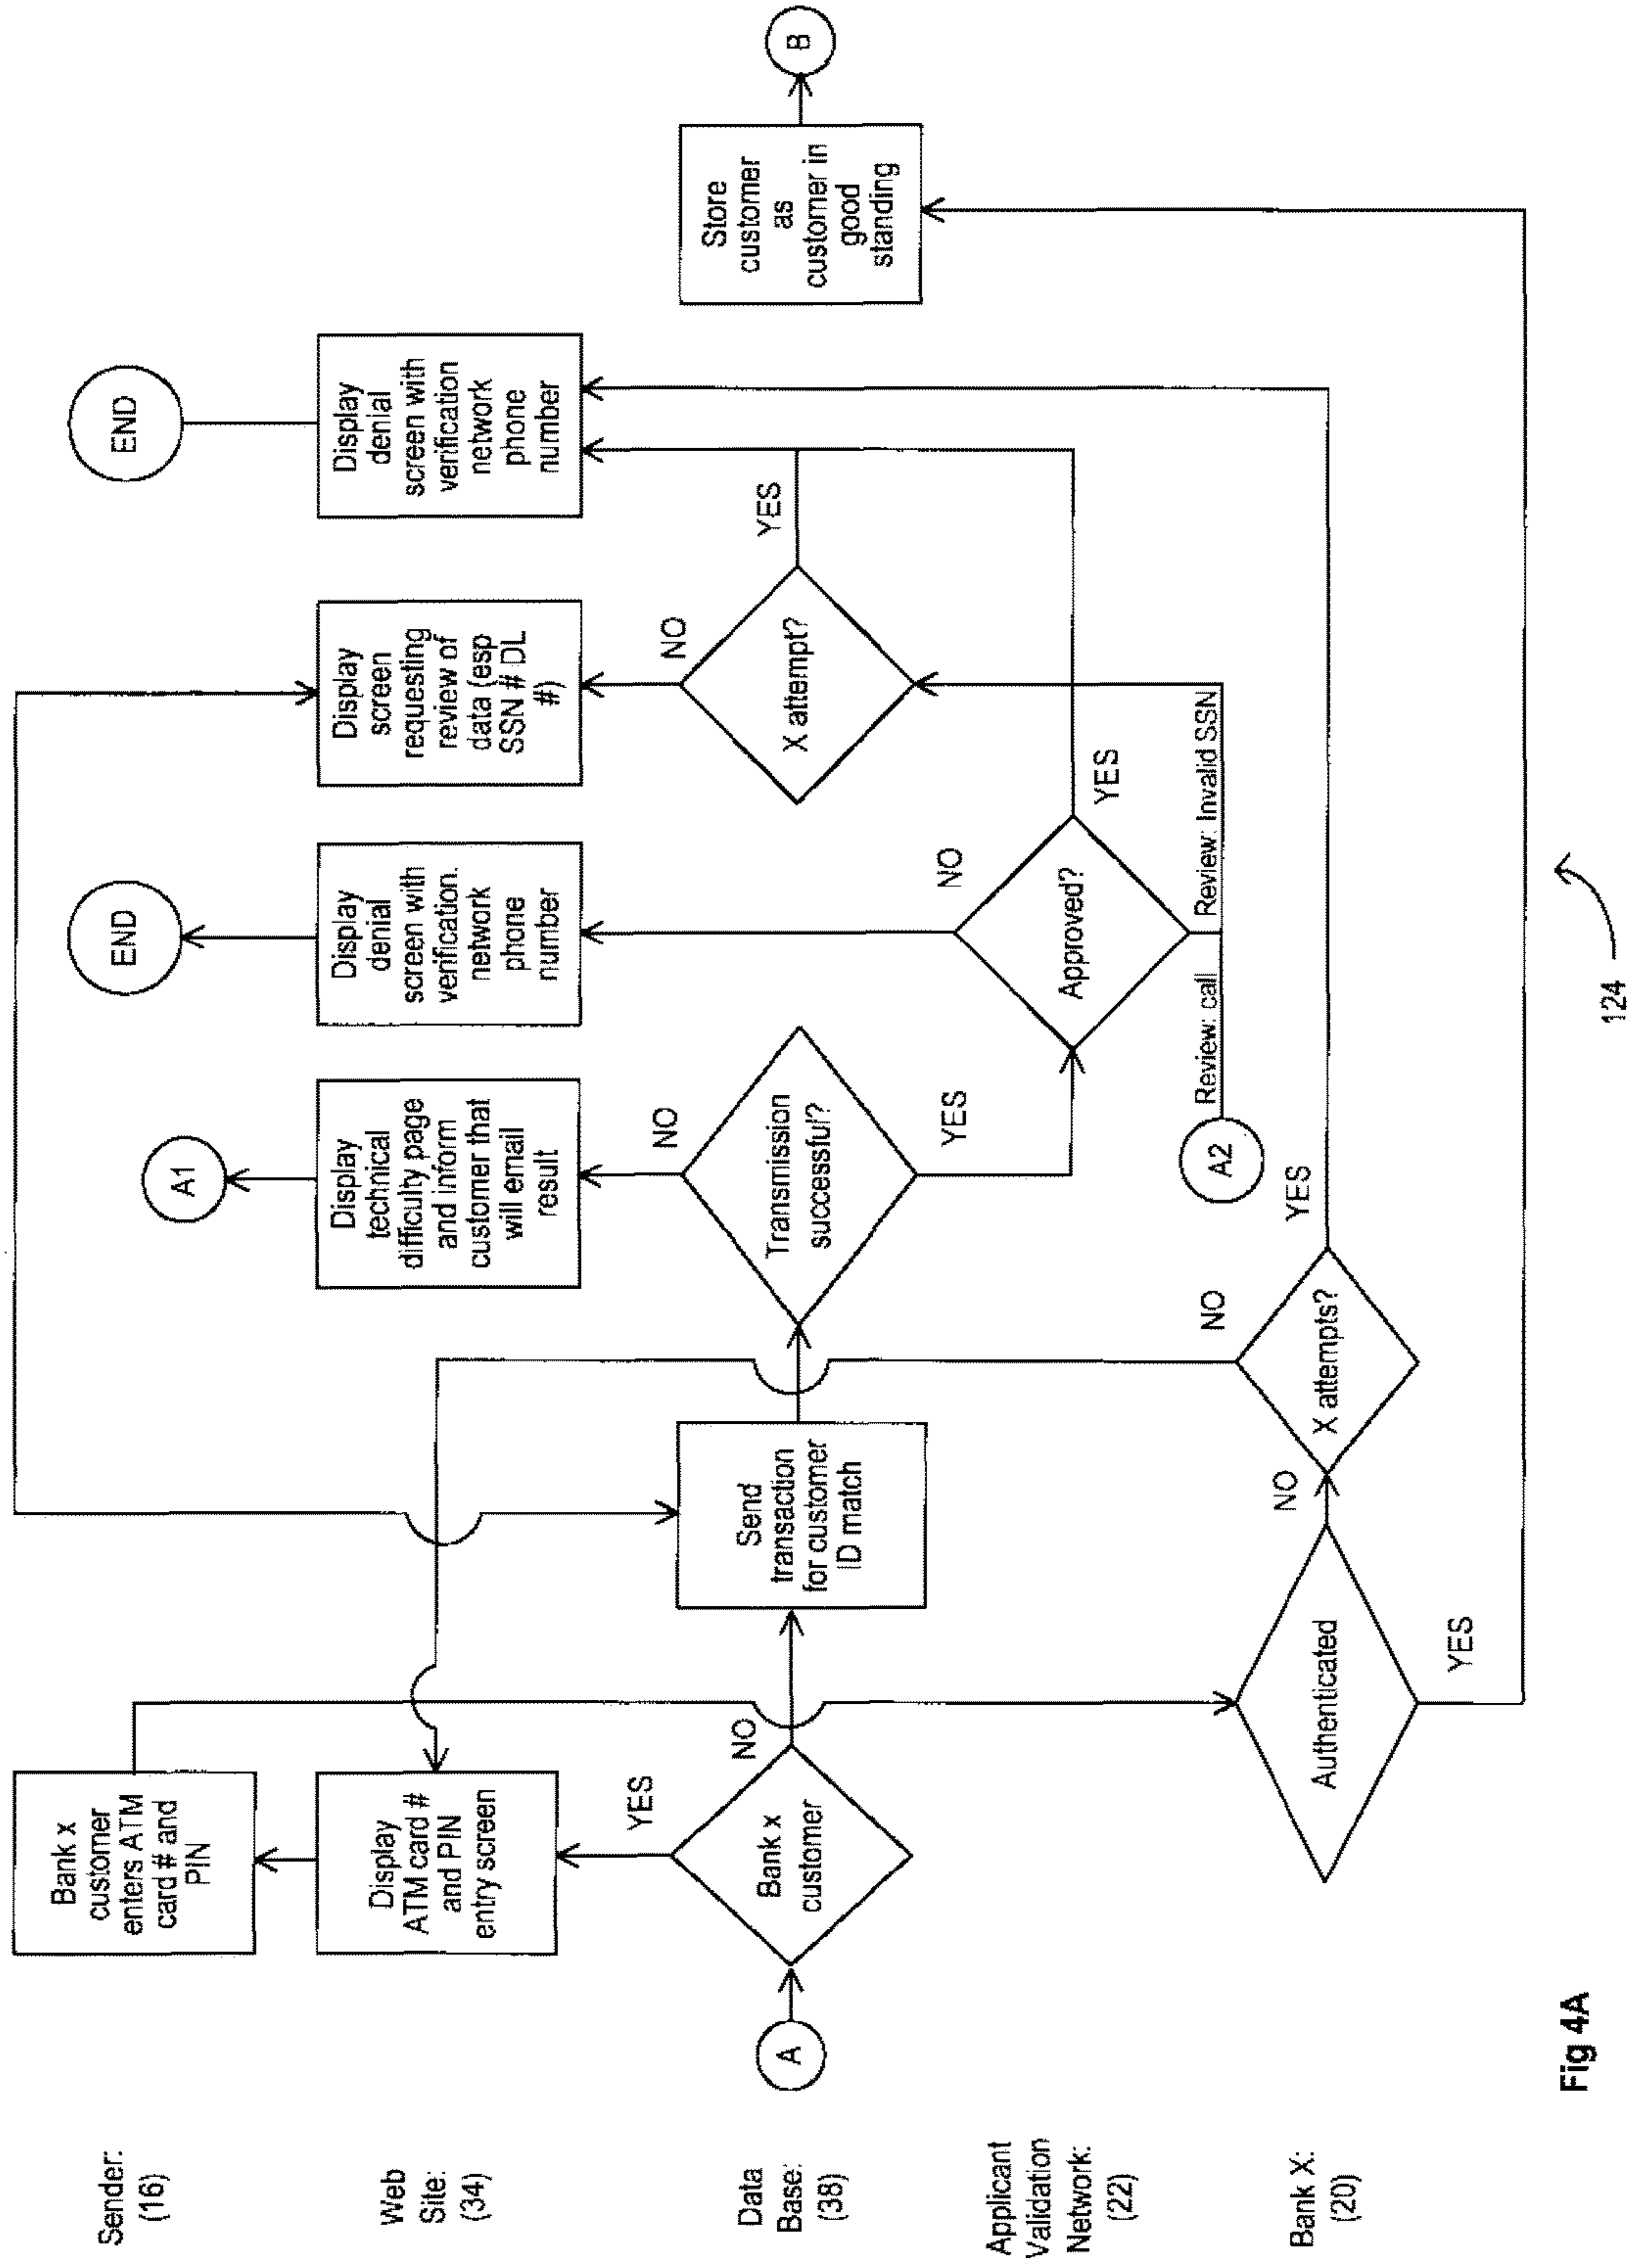 Sender:
(16)
Bank x
customer
enters ATM
card # and
PIN
A1
END
END
Web
Site:
(34)
Display
ATM card #
and PIN
entry screen
Display
technical
difficulty page
and inform
customer that
will email
result
Display
denial
screen with
verification.
network
phone
number
Display
screen
requesting
review of
data (esp
SSN # DL
#)
Display
denial
screen with
verification
network
phone
number
YES
NO
NO
NO
YES
Data
Base:
(38)
A
Bank x
customer
NO
Send
transaction
for customer
ID match
Transmission
successful?
YES
X attempt?
Store
customer
as
customer in
good
standing
B
Applicant
Validation
Network:
(22)
Approved?
YES
A2
Review: call
Review: Invalid SSN
Bank X:
(20)
Authenticated
NO
X attempts?
NO
YES
YES
124
Fig 4A